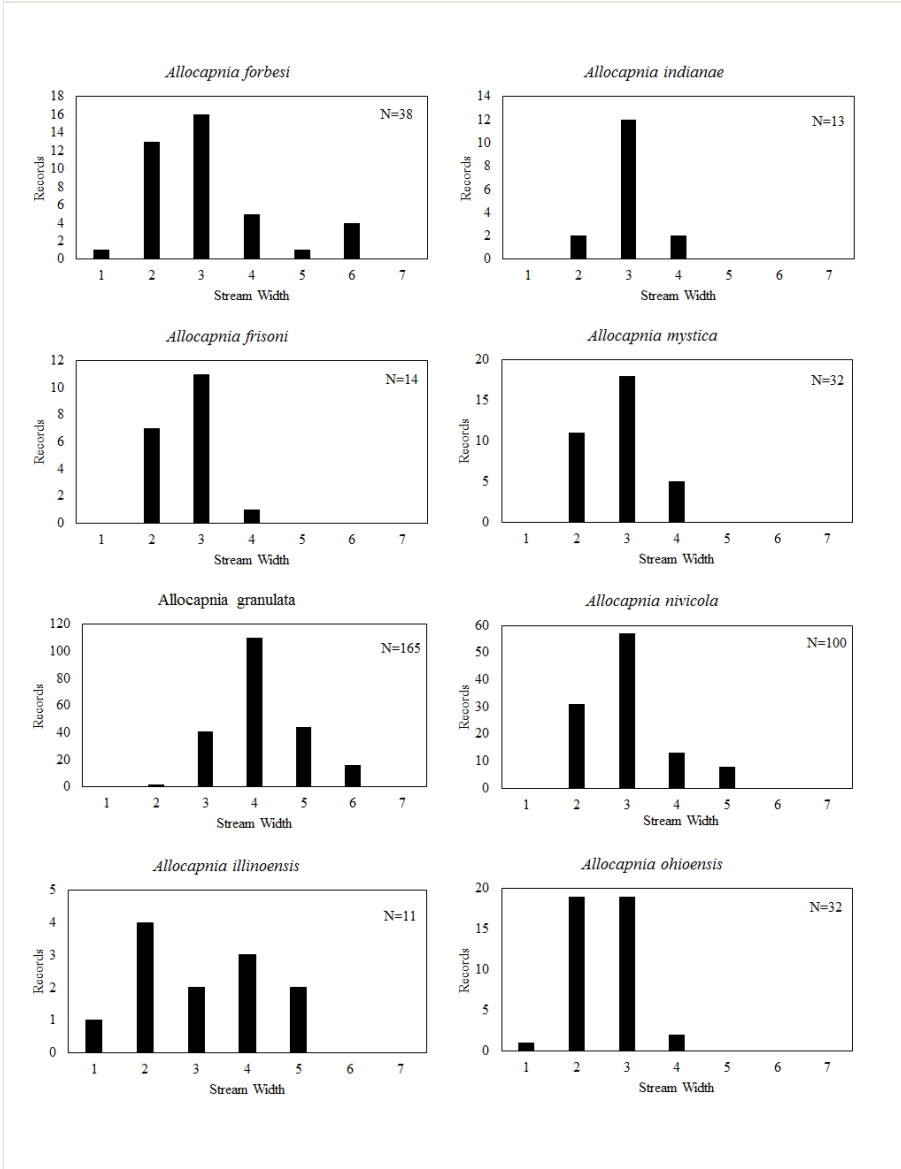 Allocapnia forbesi
18
16
14
12
10
8
6
4
2
0
Records
N=38
1 2 3 4 5 6 7
Stream Width
Allocapnia indianae
14
12
10
8
6
4
2
0
Records
N=13
1 2 3 4 5 6 7
Stream Width
Allocapnia frisoni
12
10
8
6
4
2
0
Records
N=14
1 2 3 4 5 6 7
Stream Width
Allocapnia mystica
20
15
10
5
0
Records
N=32
1 2 3 4 5 6 7
Stream Width
Allocapnia granulata
120
100
80
60
40
20
0
Records
N=165
1 2 3 4 5 6 7
Stream Width
Allocapnia nivicola
60
50
40
30
20
10
0
Records
N=100
1 2 3 4 5 6 7
Stream Width
Allocapnia illinoensis
5
4
3
2
1
0
Records
N=11
1 2 3 4 5 6 7
Stream Width
Allocapnia ohioensis
20
15
10
5
0
Records
N=32
1 2 3 4 5 6 7
Stream Width